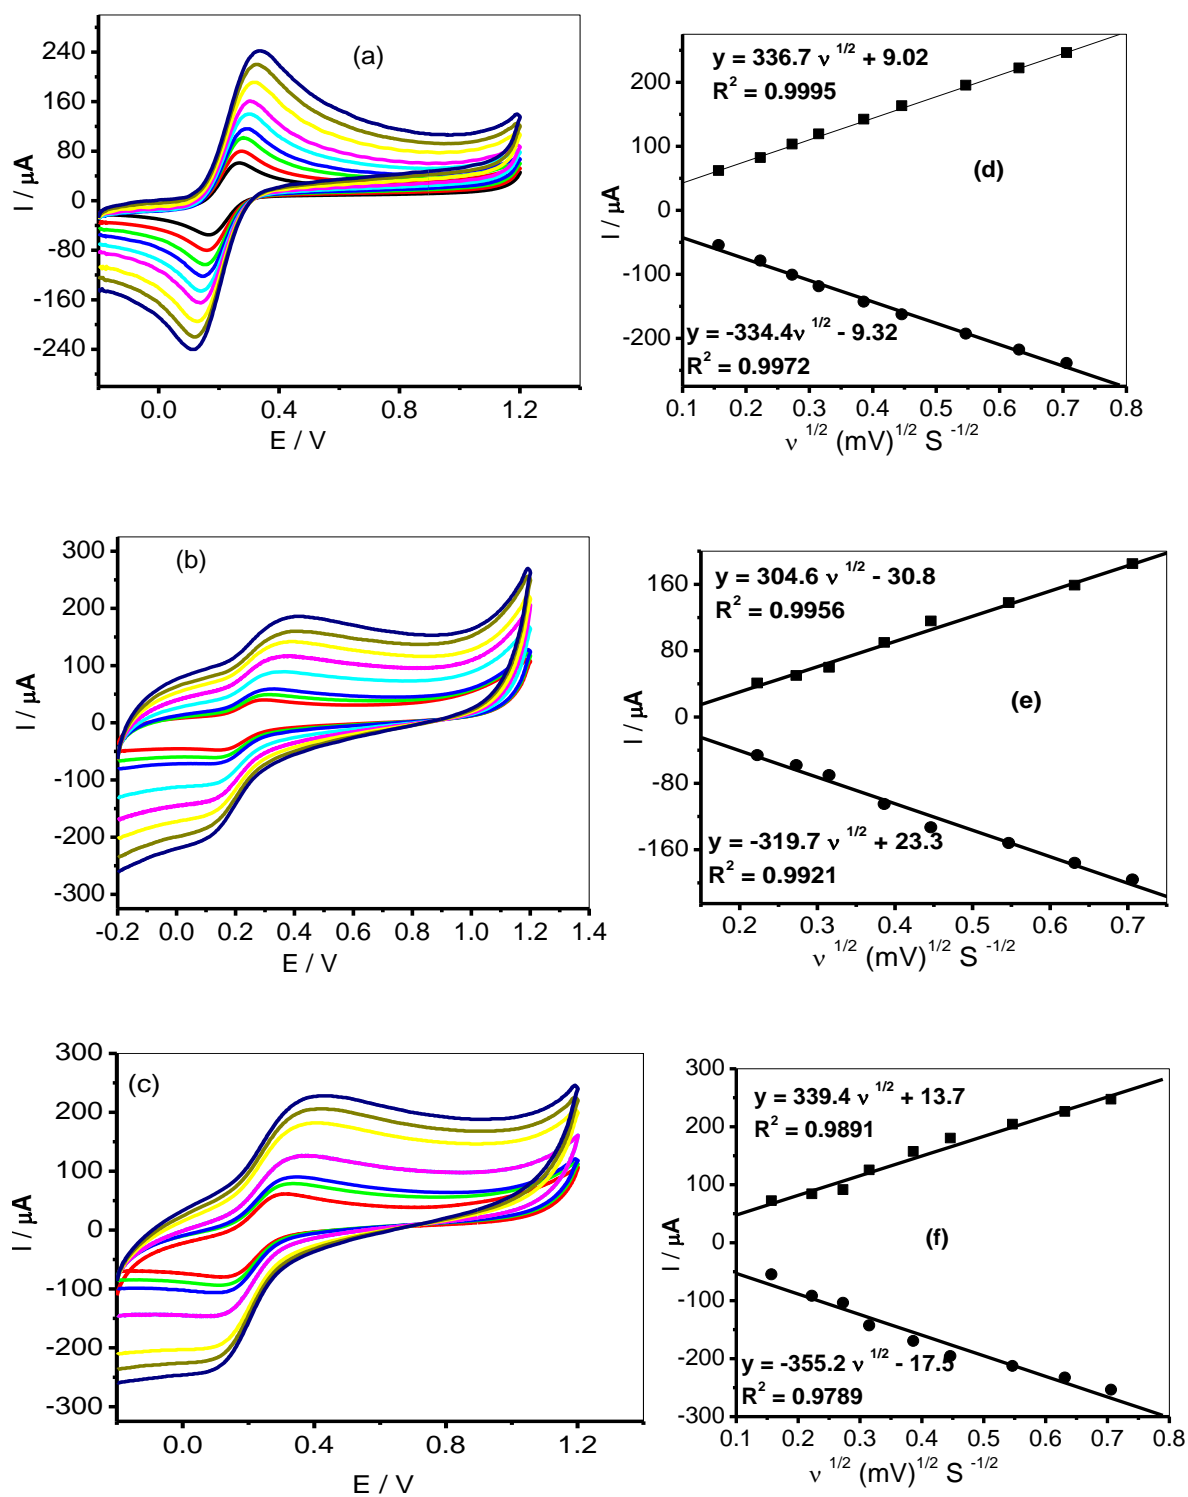 (a)
240
160
80
0
-80
-160
-240
I / µA
0.0 0.4 0.8 1.2
E / V
y = 336.7 ν 1/2 + 9.02
R2 = 0.9995
(d)
200
100
0
-100
-200
I / µA
y = -334.4ν 1/2 - 9.32
R2 = 0.9972
0.1 0.2 0.3 0.4 0.5 0.6 0.7 0.8
ν 1/2 (mV)1/2 S -1/2
(b)
300
200
100
0
-100
-200
-300
I / µA
-0.2 0.0 0.2 0.4 0.6 0.8 1.0 1.2 1.4
E / V
y = 304.6 ν 1/2 - 30.8
R2 = 0.9956
(e)
160
80
0
-80
-160
I / µA
y = -319.7 ν 1/2 + 23.3
R2 = 0.9921
0.2 0.3 0.4 0.5 0.6 0.7
ν 1/2 (mV)1/2 S -1/2
(c)
300
200
100
0
-100
-200
-300
I / µA
0.0 0.4 0.8 1.2
E / V
y = 339.4 ν 1/2 + 13.7
R2 = 0.9891
(f)
300
200
100
0
-100
-200
-300
I / µA
y = -355.2 ν 1/2 - 17.5
R2 = 0.9789
0.1 0.2 0.3 0.4 0.5 0.6 0.7 0.8
ν 1/2 (mV)1/2 S -1/2